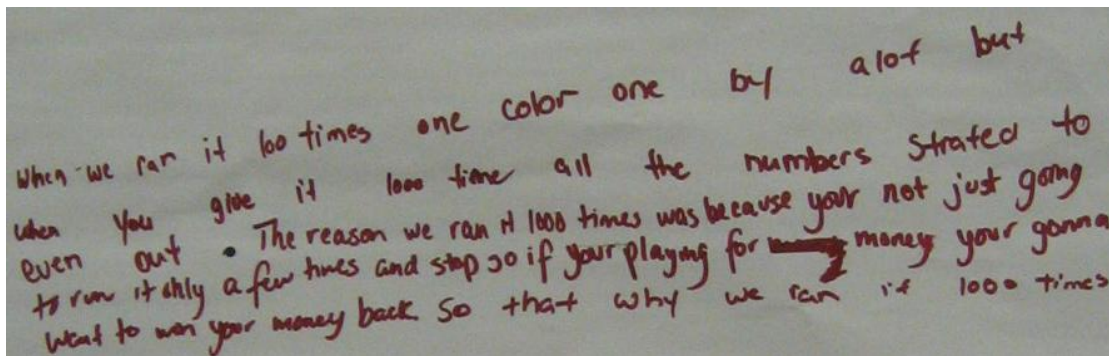 When we ran it 100 times one color one by alot but
when you give it 1000 time all the numbers strated to
even out. The reason we ran it 1000 times was because your not just going
to run it only a few times and stop so if your playing for money your gonna
want to win your money back so that why we ran it 1000 times